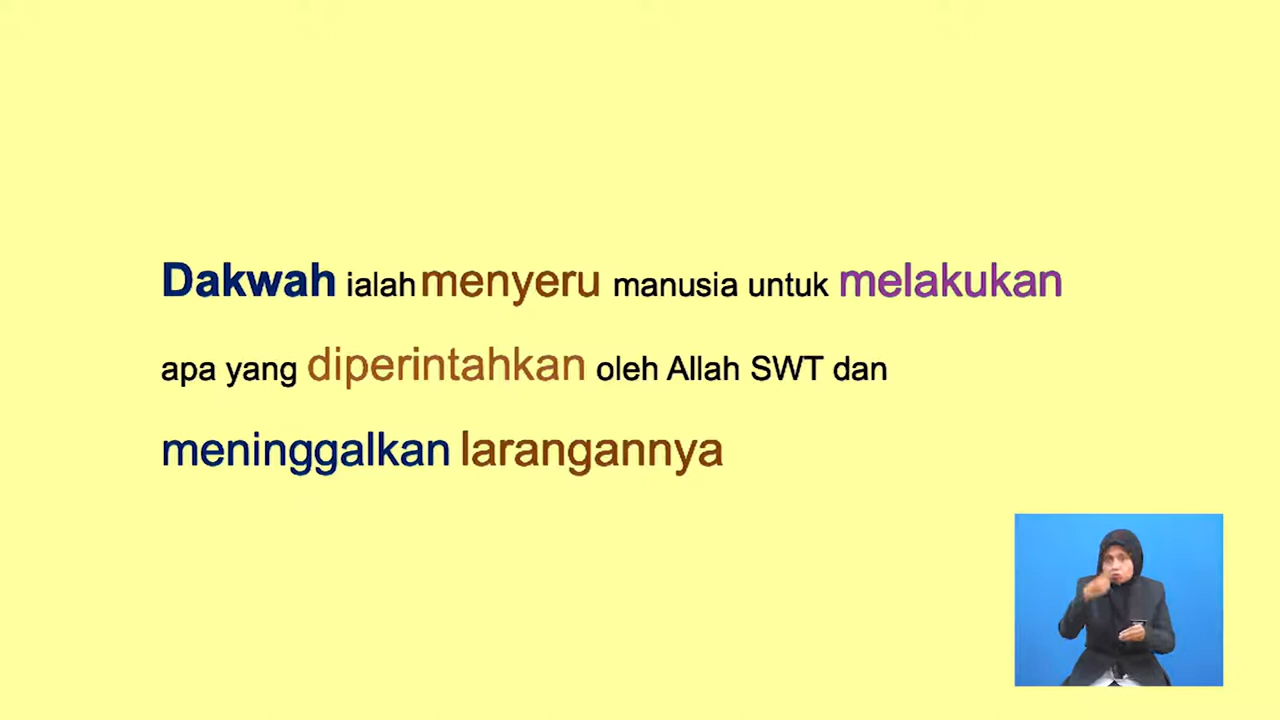 Dakwah ialah menyeru manusia untuk melakukan
apa yang diperintahkan oleh Allah SWT dan
meninggalkan larangannya